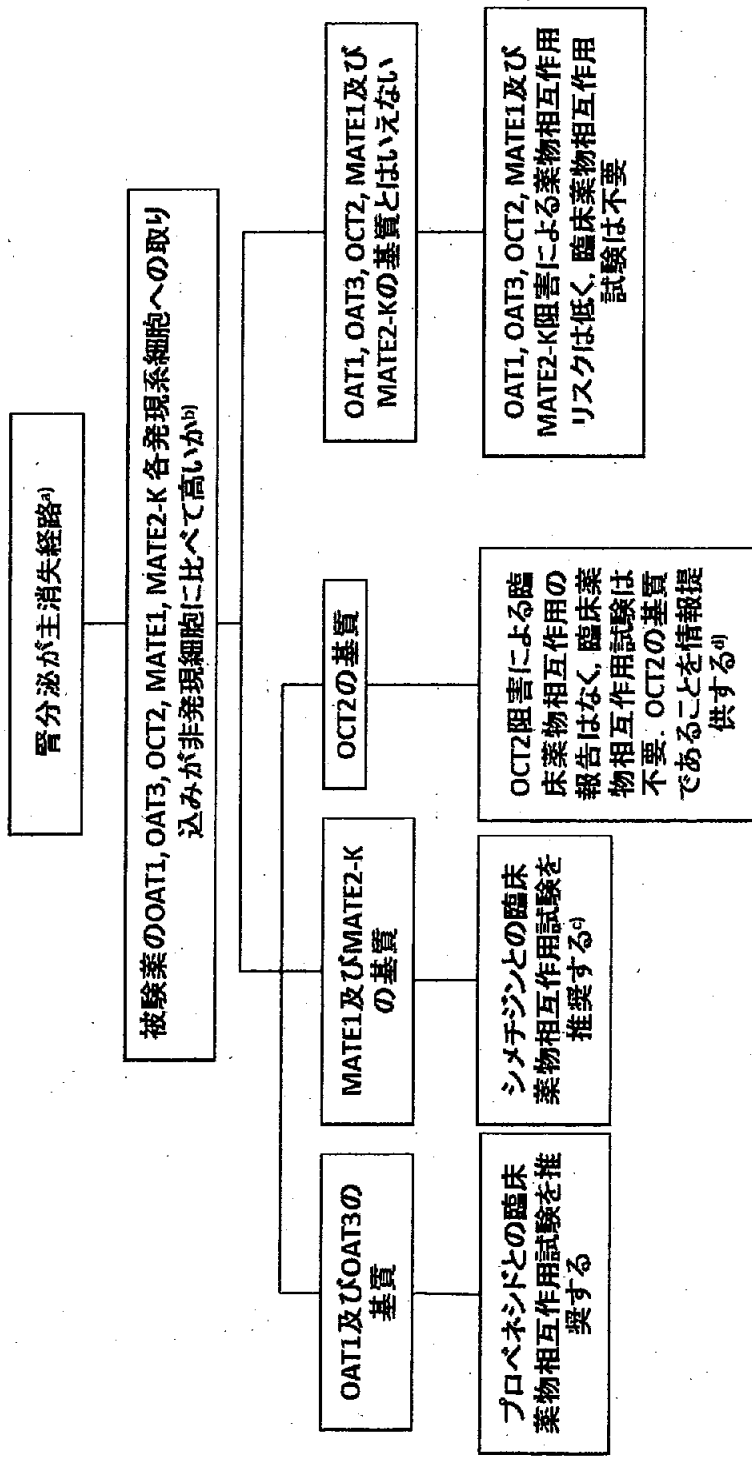 腎分泌が主消失経路a)
被験薬のOAT1, OAT3, OCT2, MATE1, MATE2-K 各発現系細胞への取り
込みが非発現細胞に比べて高いかb)
OAT1及びOAT3の
基質
プロベネシドとの臨床
薬物相互作用試験を推
奨する
MATE1及びMATE2-K
の基質
シメチジンとの臨床
薬物相互作用試験を
推奨するc)
OCT2の基質
OCT2阻害による臨
床薬物相互作用の
報告はなく, 臨床薬
物相互作用試験は
不要. OCT2の基質
であることを情報提
供するd)
OAT1, OAT3, OCT2, MATE1及び
MATE2-Kの基質とはいえない
OAT1, OAT3, OCT2, MATE1及び
MATE2-K阻害による薬物相互作用
リスクは低く, 臨床薬物相互作用
試験は不要